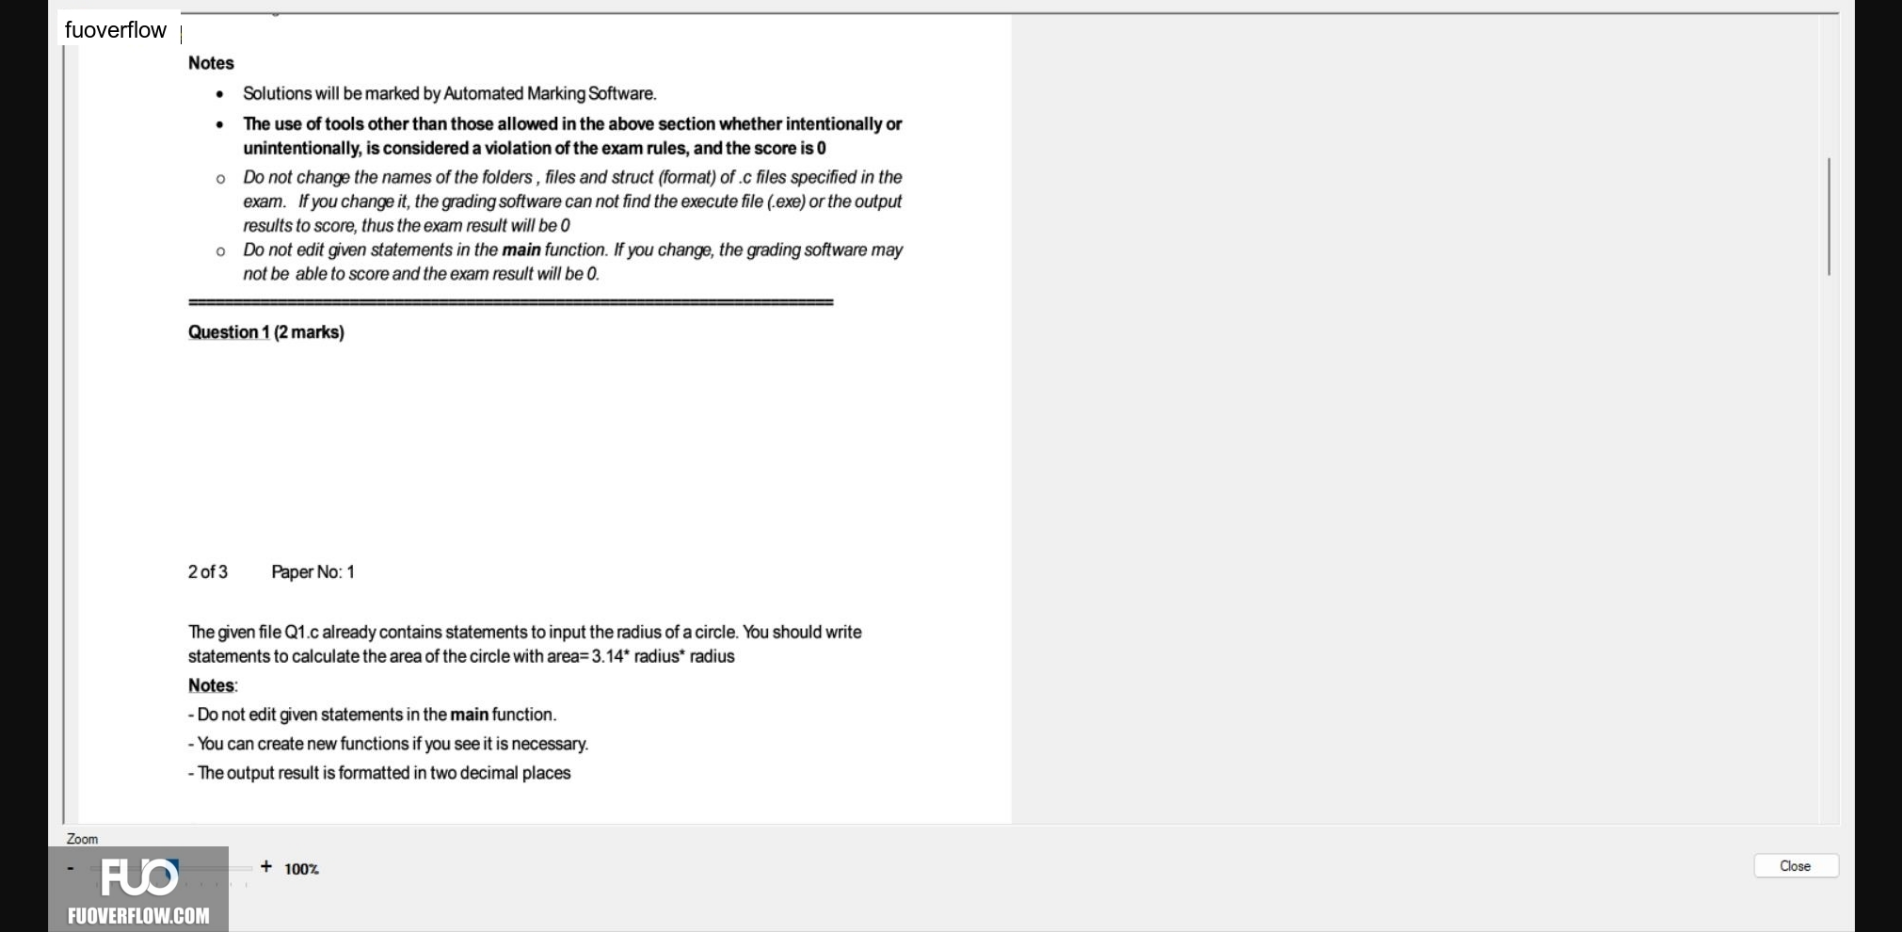 fuoverflow
Notes
• Solutions will be marked by Automated Marking Software.
• The use of tools other than those allowed in the above section whether intentionally or
unintentionally, is considered a violation of the exam rules, and the score is 0
o Do not change the names of the folders , files and struct (format) of .c files specified in the
exam. If you change it, the grading software can not find the execute file (.exe) or the output
results to score, thus the exam result will be 0
o Do not edit given statements in the main function. If you change, the grading software may
not be able to score and the exam result will be 0.
Question 1 (2 marks)
2 of 3 Paper No: 1
The given file Q1.c already contains statements to input the radius of a circle. You should write
statements to calculate the area of the circle with area= 3.14* radius* radius
Notes:
- Do not edit given statements in the main function.
- You can create new functions if you see it is necessary.
- The output result is formatted in two decimal places
Zoom
- + 100%
Close
FUO
FUOVERFLOW.COM